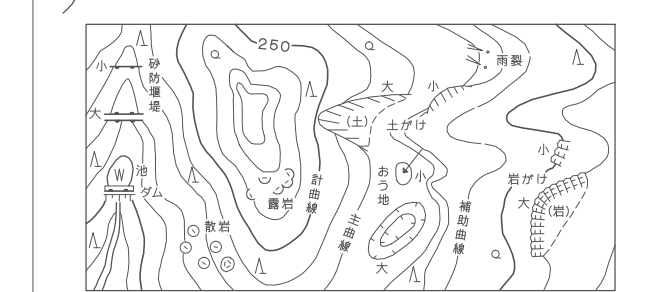 250
雨裂
小
砂防堰堤
大
小
大
(土)
土がけ
小
W
池
ダム
おう地
小
岩がけ
大
(岩)
計曲線
露岩
主曲線
補助曲線
散岩
大